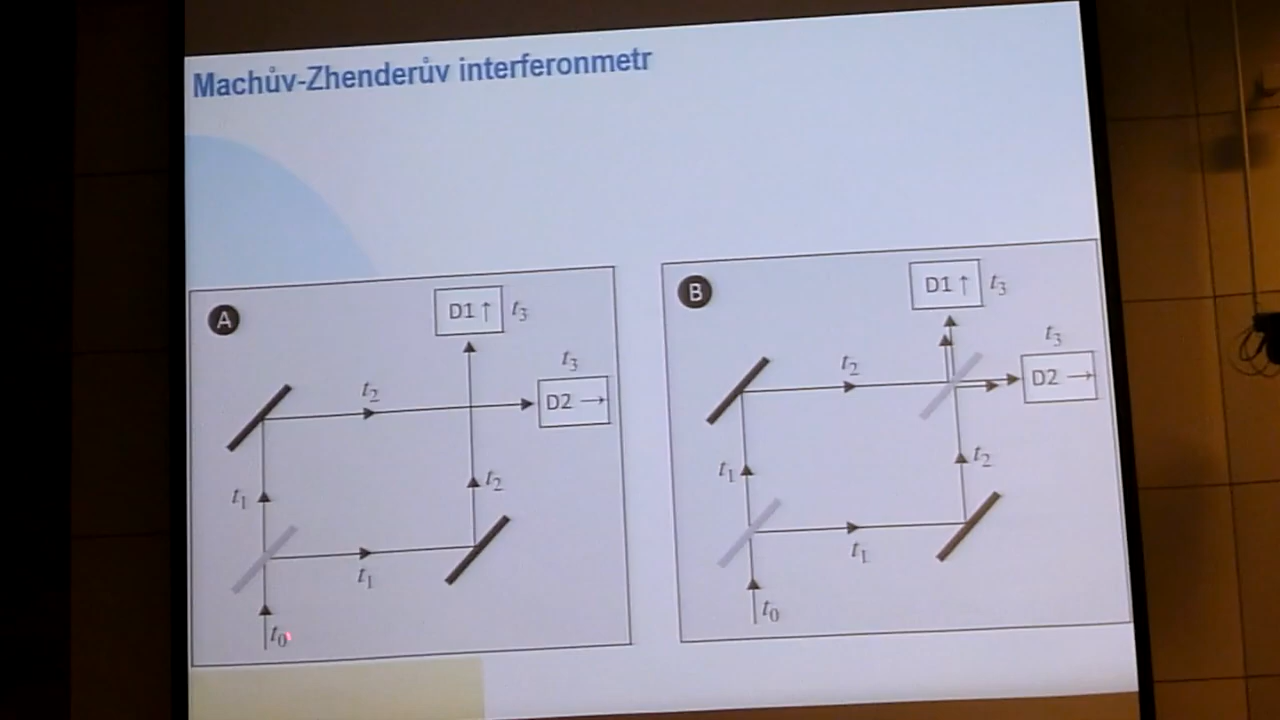 Machův-Zhenderův interferonmetr
A
D1 ↑ t₃
t₃
D2 →
t₂
t₁
t₂
t₁
t₀
B
D1 ↑ t₃
t₃
D2 →
t₂
t₁
t₂
t₁
t₀